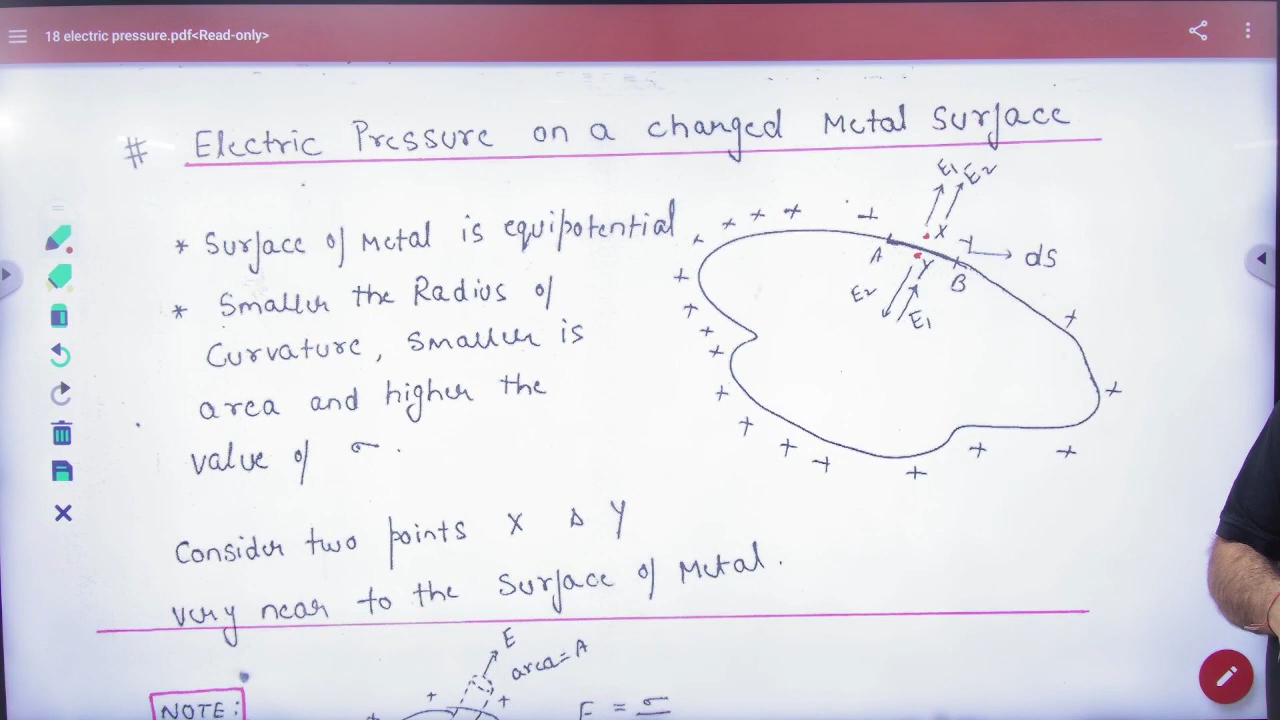 18 electric pressure.pdf<Read-only>
# Electric Pressure on a changed Metal Surface
* Surface of Metal is equipotential.
* Smaller the Radius of
Curvature, smaller is
area and higher the
value of σ.
E1 E2
X
A
Y
B
dS
E2
E1
Consider two points X & Y
very near to the Surface of Metal.
E
area=A
NOTE:
E = σ